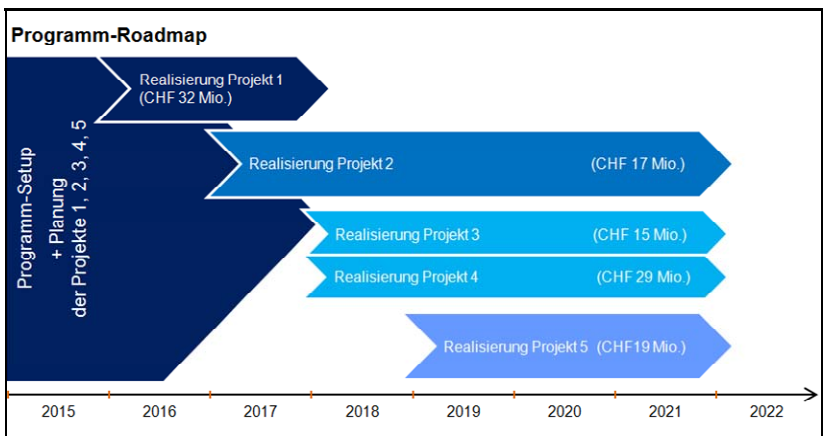 Programm-Roadmap
Programm-Setup
+ Planung
der Projekte 1, 2, 3, 4, 5
Realisierung Projekt 1
(CHF 32 Mio.)
Realisierung Projekt 2 (CHF 17 Mio.)
Realisierung Projekt 3 (CHF 15 Mio.)
Realisierung Projekt 4 (CHF 29 Mio.)
Realisierung Projekt 5 (CHF19 Mio.)
2015 2016 2017 2018 2019 2020 2021 2022